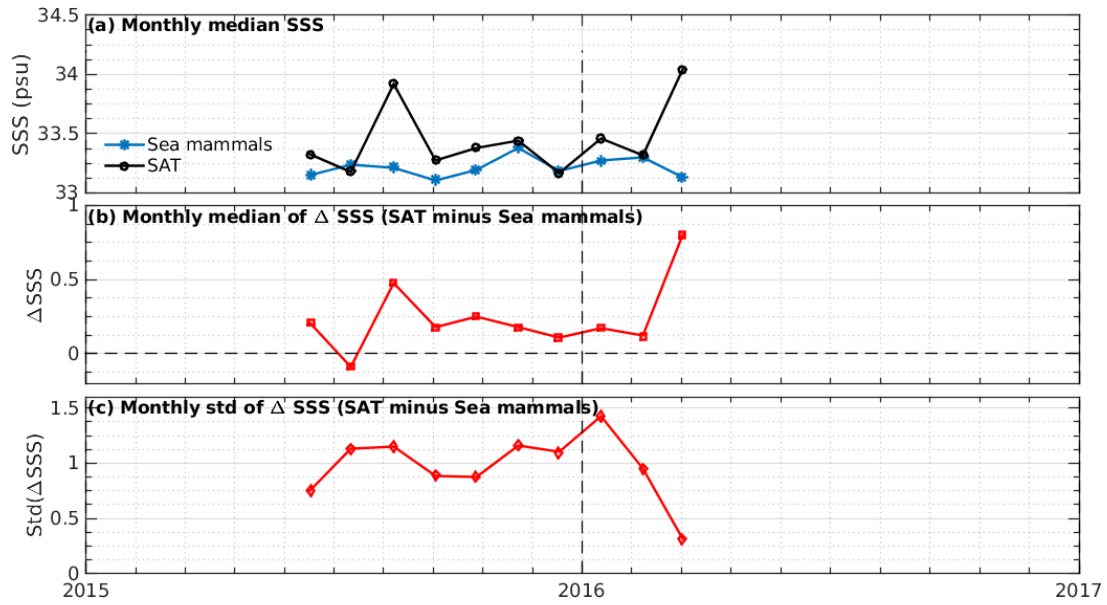 34.5
(a) Monthly median SSS
34
SSS (psu)
33.5
Sea mammals
SAT
33
1
(b) Monthly median of Δ SSS (SAT minus Sea mammals)
0.5
ΔSSS
0
1.5
(c) Monthly std of Δ SSS (SAT minus Sea mammals)
1
Std(ΔSSS)
0.5
0
2015
2016
2017